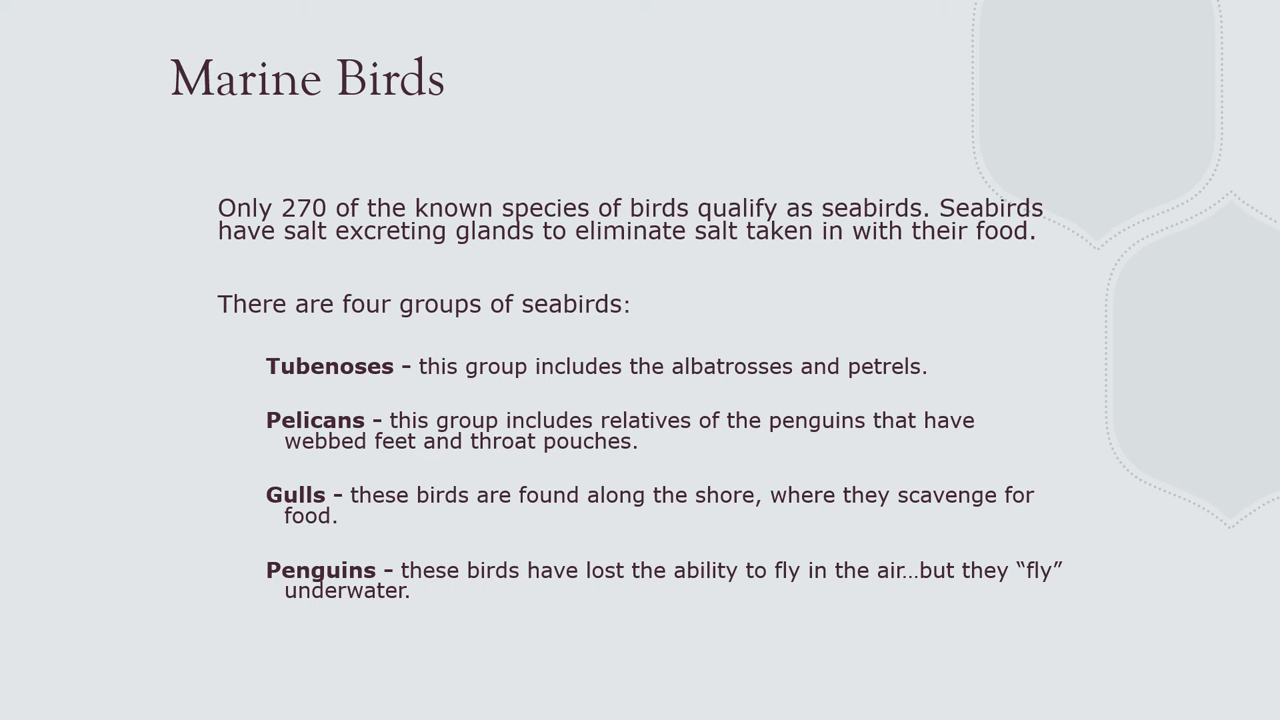 Marine Birds
Only 270 of the known species of birds qualify as seabirds. Seabirds
have salt excreting glands to eliminate salt taken in with their food.
There are four groups of seabirds:
Tubenoses – this group includes the albatrosses and petrels.
Pelicans – this group includes relatives of the penguins that have
webbed feet and throat pouches.
Gulls – these birds are found along the shore, where they scavenge for
food.
Penguins – these birds have lost the ability to fly in the air…but they “fly”
underwater.